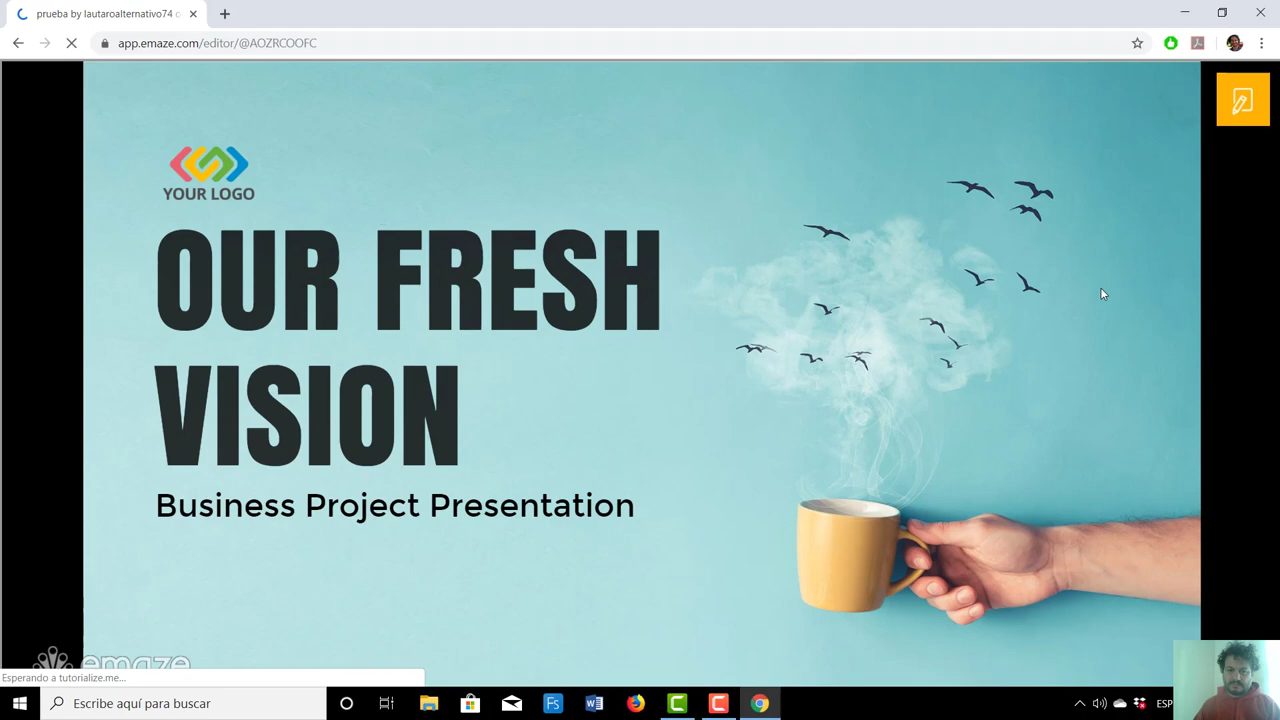 prueba by lautaroalternativo74 o
app.emaze.com/editor/@AOZRCOOFC
YOUR LOGO
OUR FRESH
VISION
Business Project Presentation
emaze
Esperando a tutorialize.me...
Escribe aquí para buscar
Fs
ESP